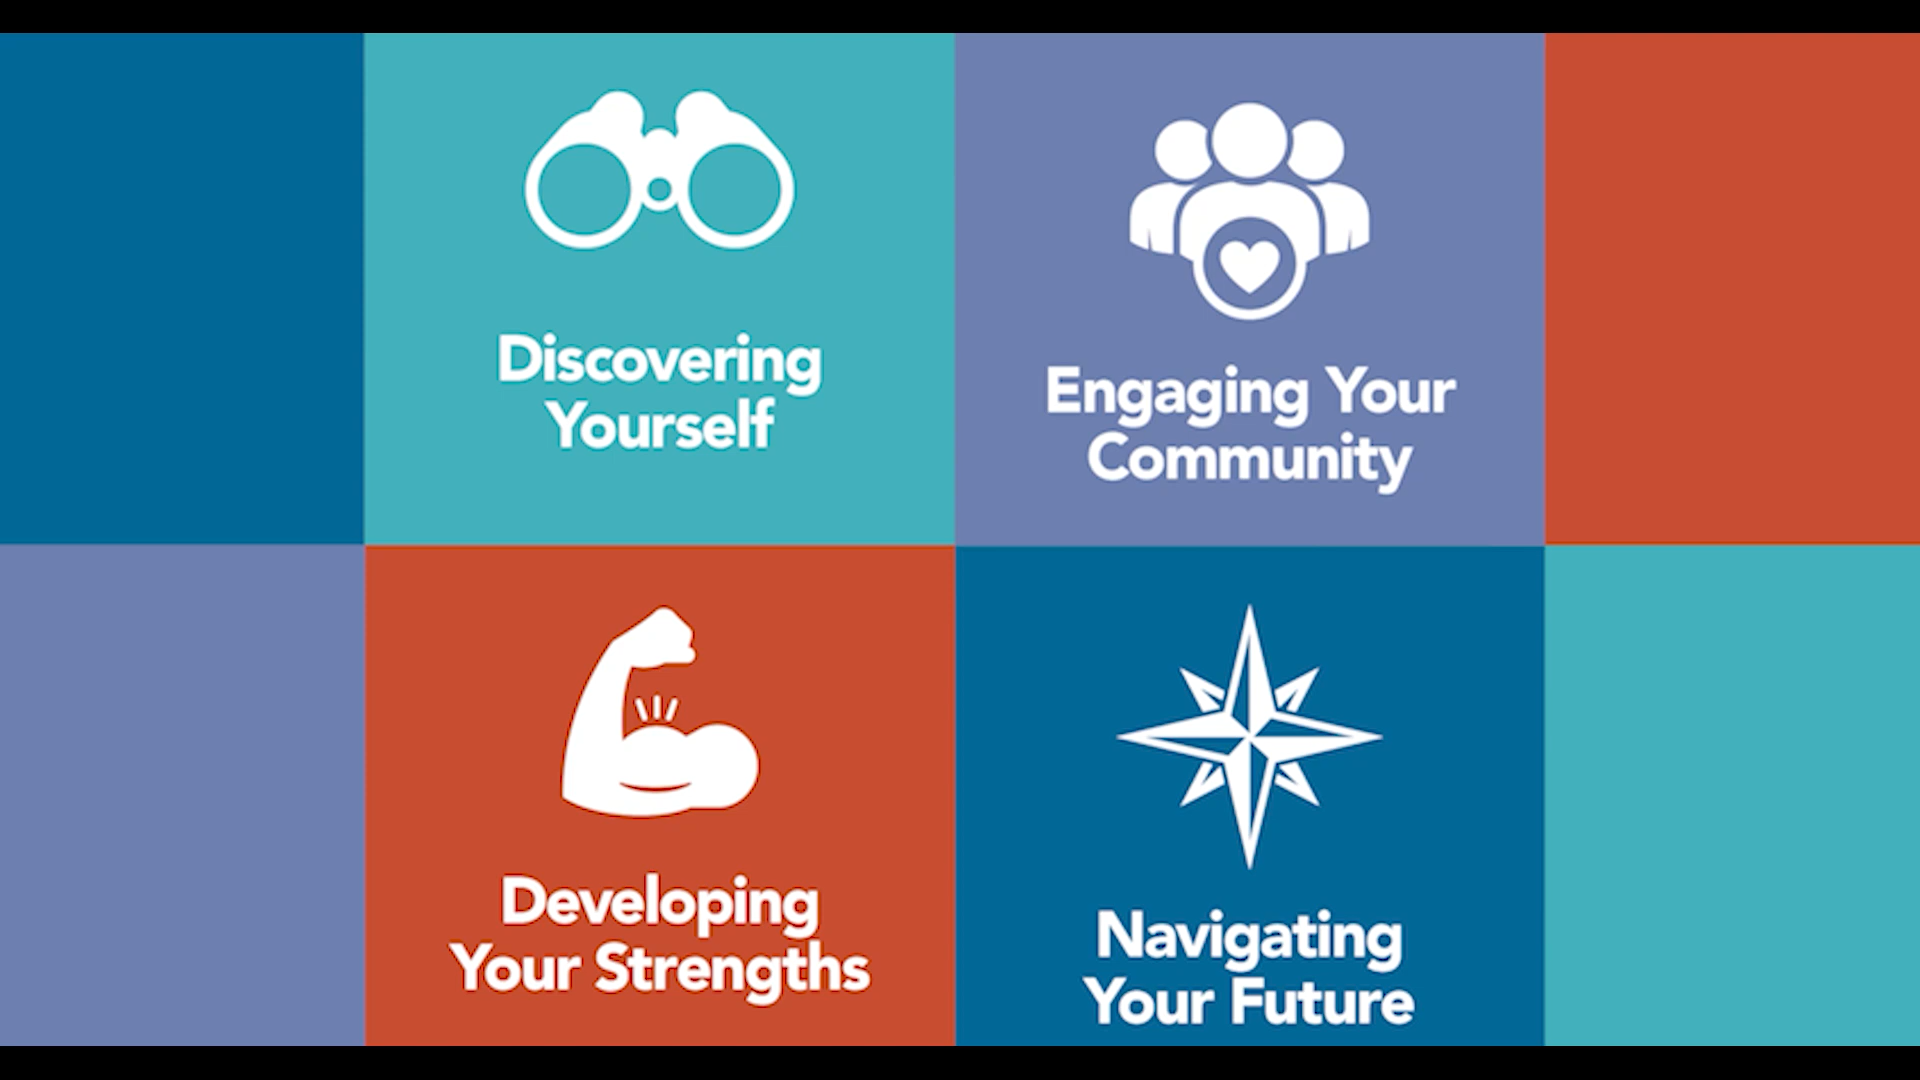 Discovering
Yourself
Engaging Your
Community
Developing
Your Strengths
Navigating
Your Future